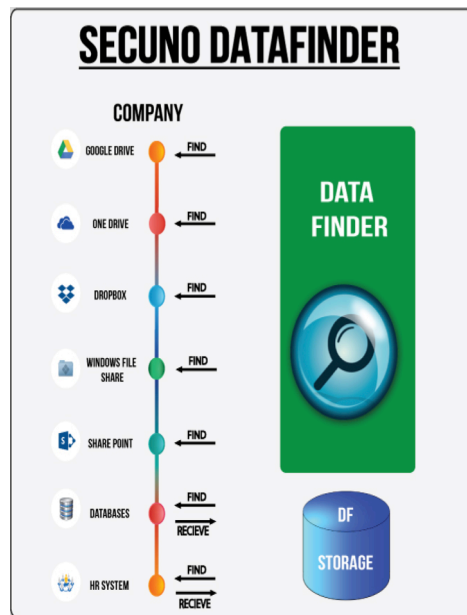 SECUNO DATAFINDER
COMPANY
GOOGLE DRIVE
FIND
ONE DRIVE
FIND
DROPBOX
FIND
WINDOWS FILE
SHARE
FIND
SHARE POINT
FIND
DATABASES
FIND
RECIEVE
HR SYSTEM
FIND
RECIEVE
DATA
FINDER
DF
STORAGE